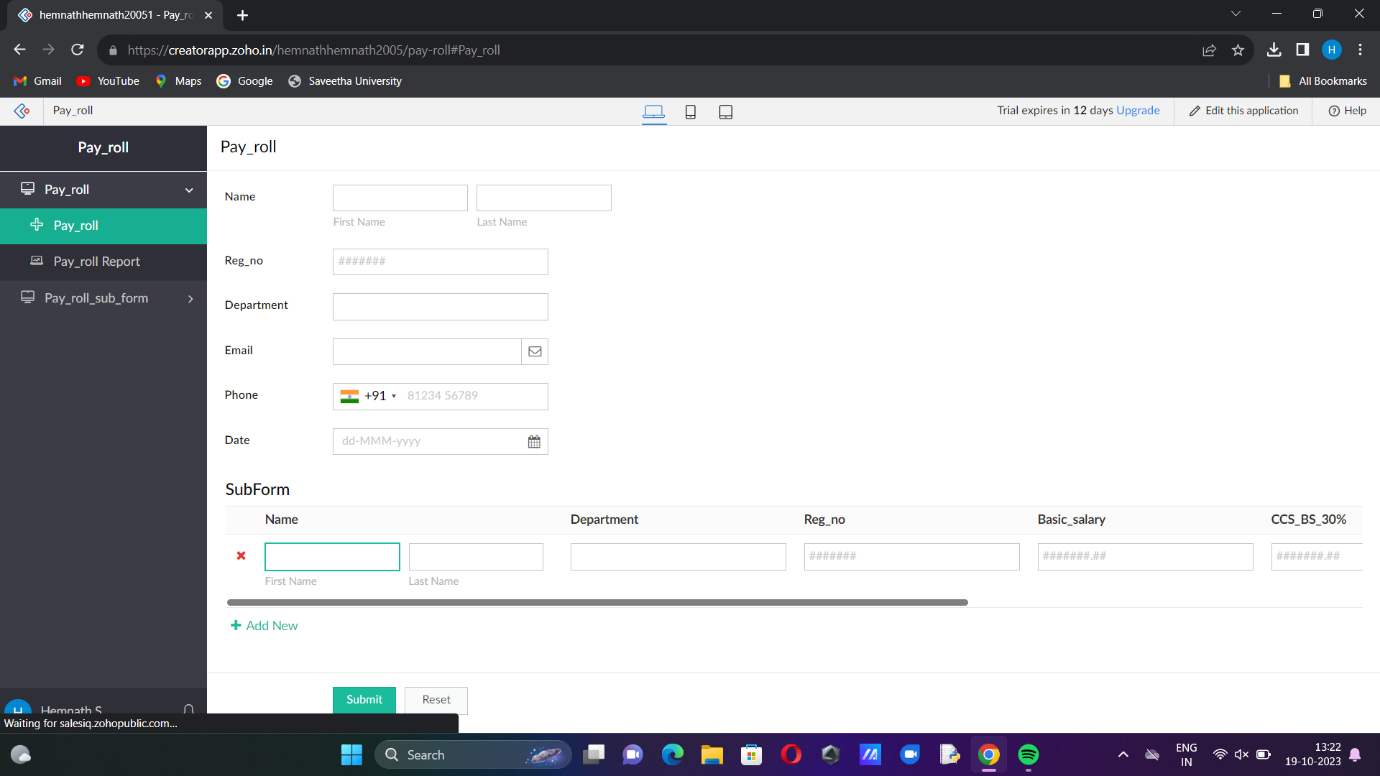 hemnathhemnath20051 - Pay_ro
https://creatorapp.zoho.in/hemnathhemnath2005/pay-roll#Pay_roll
H
Gmail YouTube Maps Google Saveetha University All Bookmarks
Pay_roll Trial expires in 12 days Upgrade Edit this application Help
Pay_roll
Pay_roll
Pay_roll
Pay_roll Report
Pay_roll_sub_form
Pay_roll
Name
First Name Last Name
Reg_no #######
Department
Email
Phone +91 81234 56789
Date dd-MMM-yyyy
SubForm
Name Department Reg_no Basic_salary CCS_BS_30%
####### #######.## #######.##
First Name Last Name
+ Add New
Submit Reset
H Hemnath S
Waiting for salesiq.zohopublic.com...
Search
ENG
IN
13:22
19-10-2023